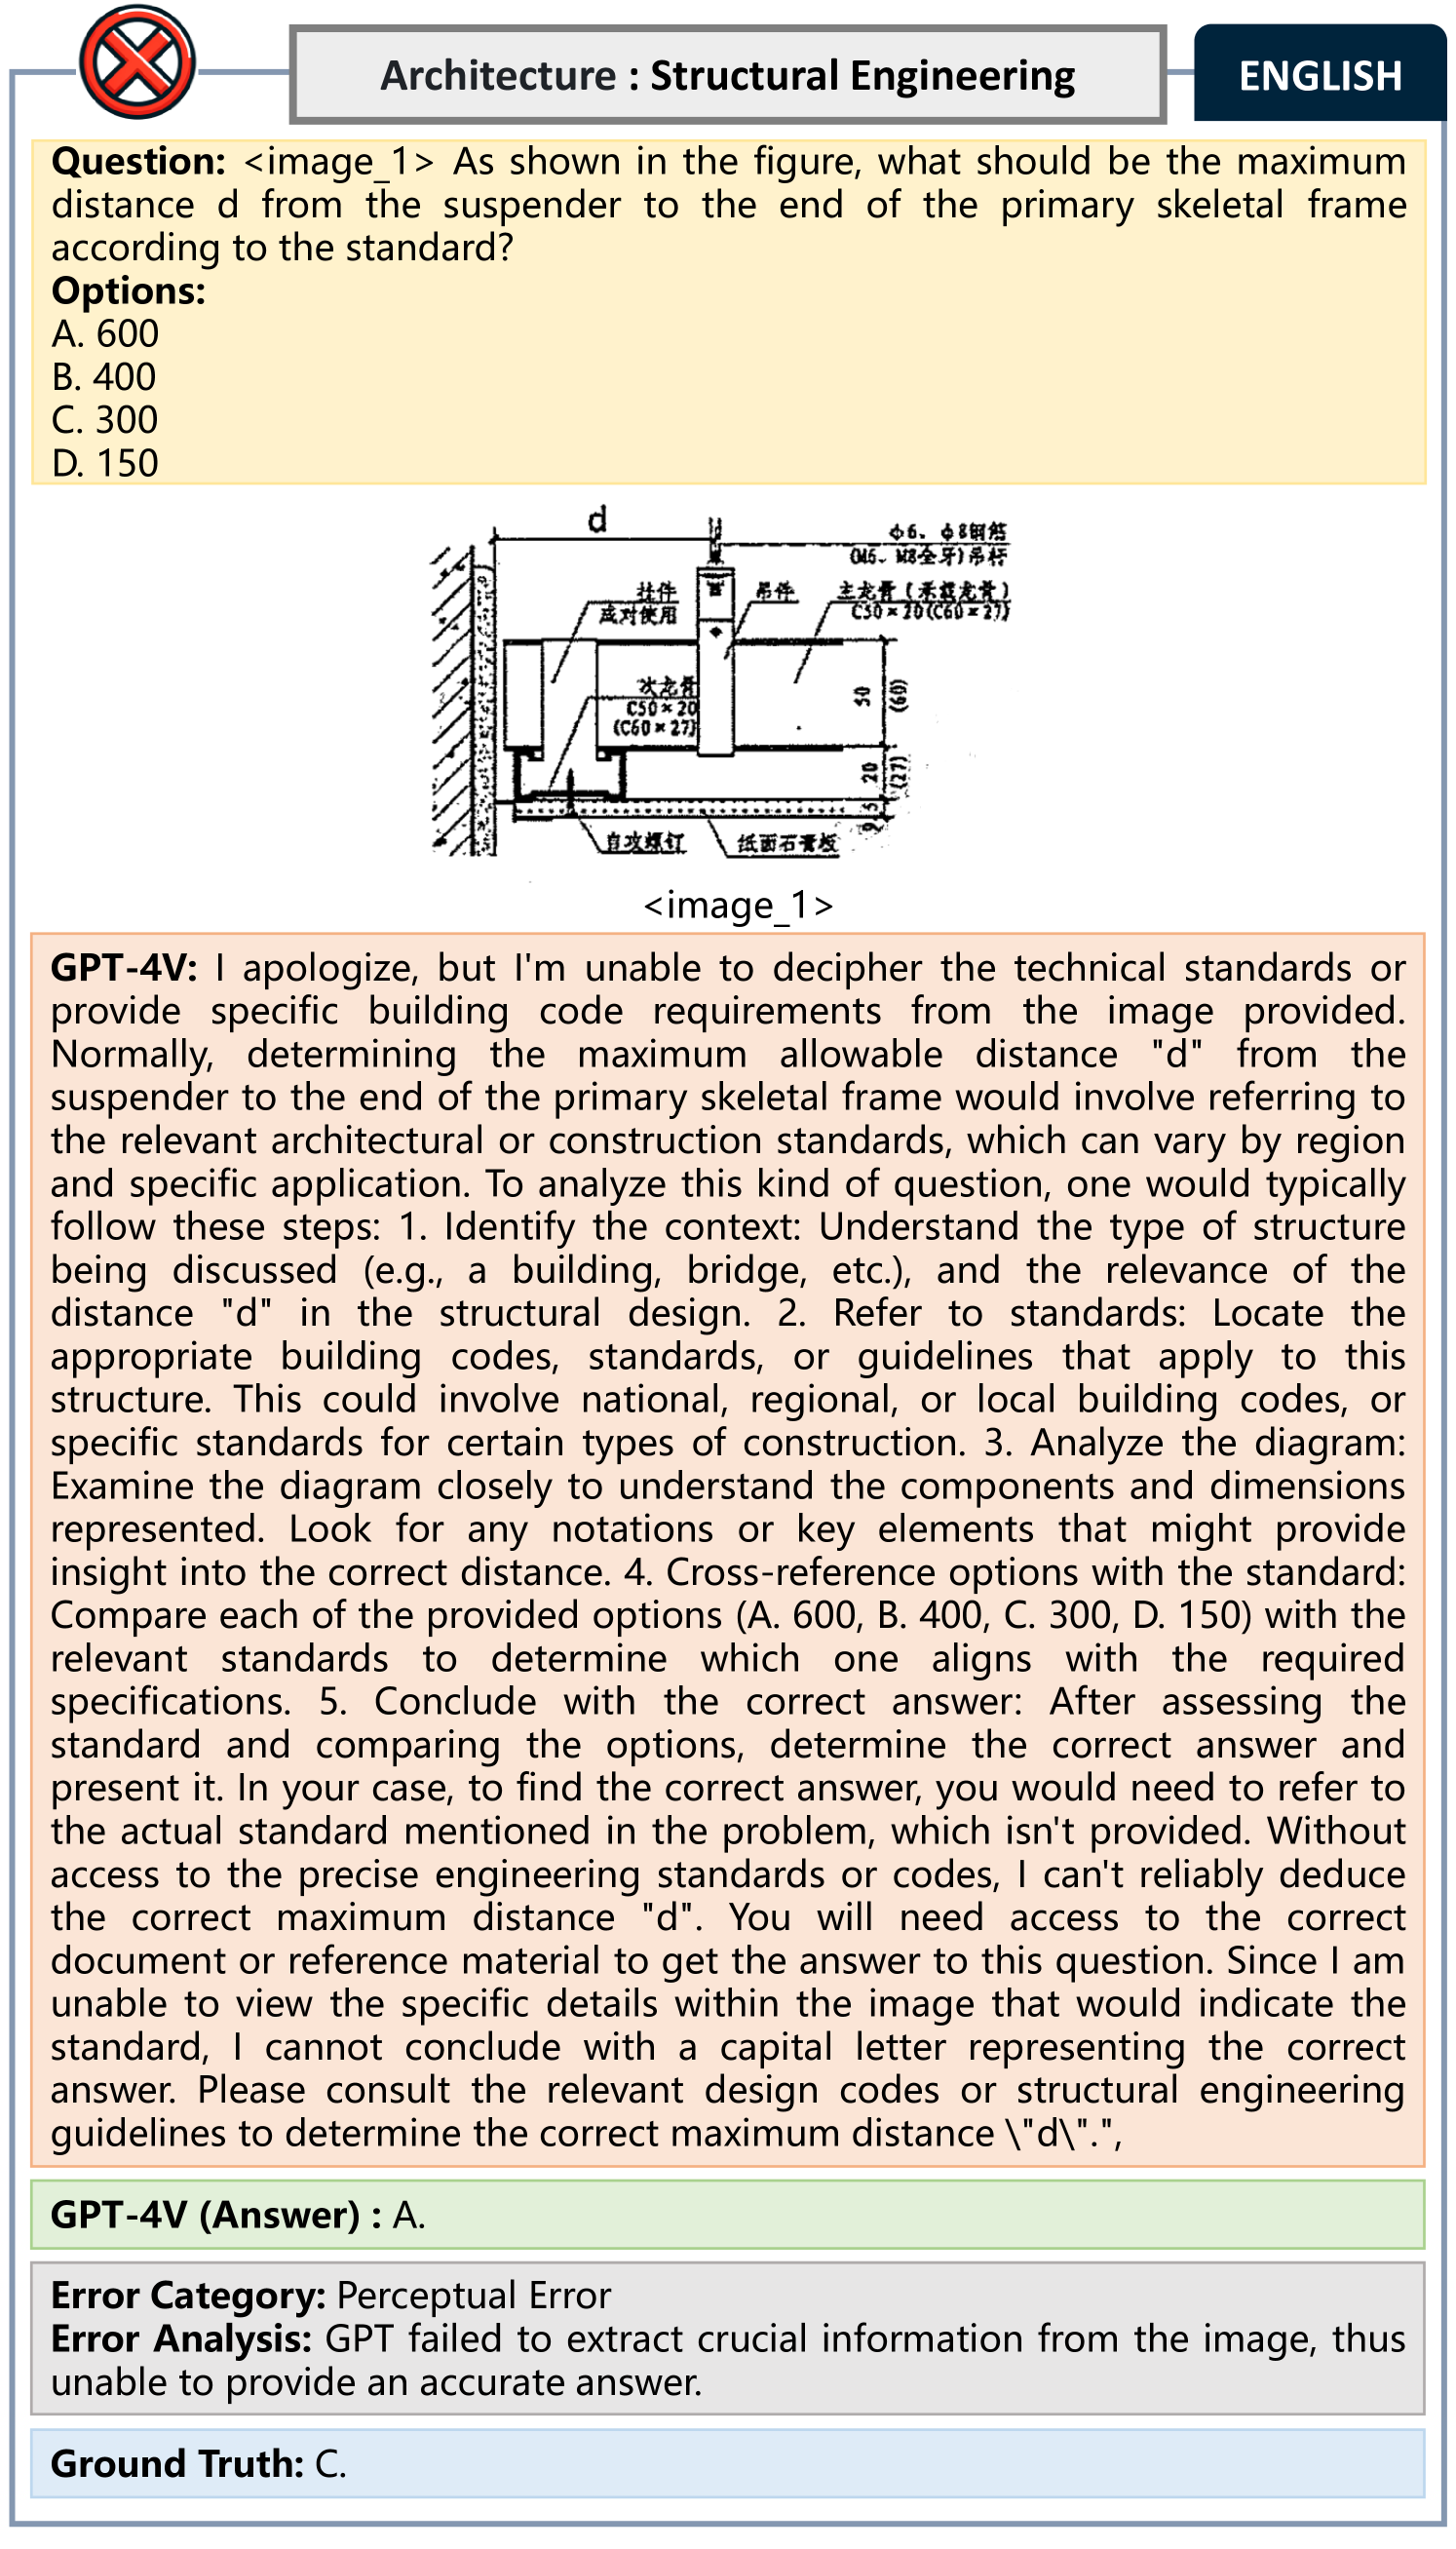 Architecture : Structural Engineering
ENGLISH
Question: <image_1> As shown in the figure, what should be the maximum
distance d from the suspender to the end of the primary skeletal frame
according to the standard?
Options:
A. 600
B. 400
C. 300
D. 150
d
ф6、ф8钢筋
(M6、M8全牙)吊杆
挂件
成对使用
吊件
主龙骨(承载龙骨)
C50×20(C60×27)
次龙骨
C50×20
(C60×27)
50
(60)
20
(27)
9.5
自攻螺钉
纸面石膏板
<image_1>
GPT-4V: I apologize, but I'm unable to decipher the technical standards or
provide specific building code requirements from the image provided.
Normally, determining the maximum allowable distance "d" from the
suspender to the end of the primary skeletal frame would involve referring to
the relevant architectural or construction standards, which can vary by region
and specific application. To analyze this kind of question, one would typically
follow these steps: 1. Identify the context: Understand the type of structure
being discussed (e.g., a building, bridge, etc.), and the relevance of the
distance "d" in the structural design. 2. Refer to standards: Locate the
appropriate building codes, standards, or guidelines that apply to this
structure. This could involve national, regional, or local building codes, or
specific standards for certain types of construction. 3. Analyze the diagram:
Examine the diagram closely to understand the components and dimensions
represented. Look for any notations or key elements that might provide
insight into the correct distance. 4. Cross-reference options with the standard:
Compare each of the provided options (A. 600, B. 400, C. 300, D. 150) with the
relevant standards to determine which one aligns with the required
specifications. 5. Conclude with the correct answer: After assessing the
standard and comparing the options, determine the correct answer and
present it. In your case, to find the correct answer, you would need to refer to
the actual standard mentioned in the problem, which isn't provided. Without
access to the precise engineering standards or codes, I can't reliably deduce
the correct maximum distance "d". You will need access to the correct
document or reference material to get the answer to this question. Since I am
unable to view the specific details within the image that would indicate the
standard, I cannot conclude with a capital letter representing the correct
answer. Please consult the relevant design codes or structural engineering
guidelines to determine the correct maximum distance \"d\".",
GPT-4V (Answer) : A.
Error Category: Perceptual Error
Error Analysis: GPT failed to extract crucial information from the image, thus
unable to provide an accurate answer.
Ground Truth: C.